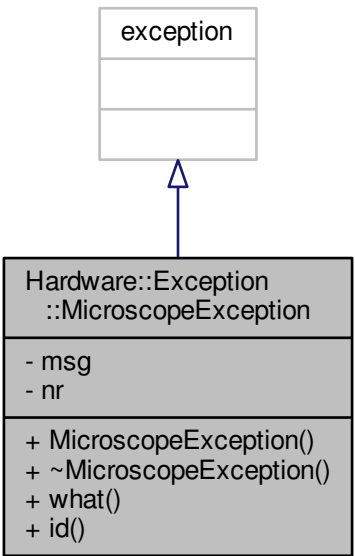 exception
Hardware::Exception
::MicroscopeException
- msg
- nr
+ MicroscopeException()
+ ~MicroscopeException()
+ what()
+ id()